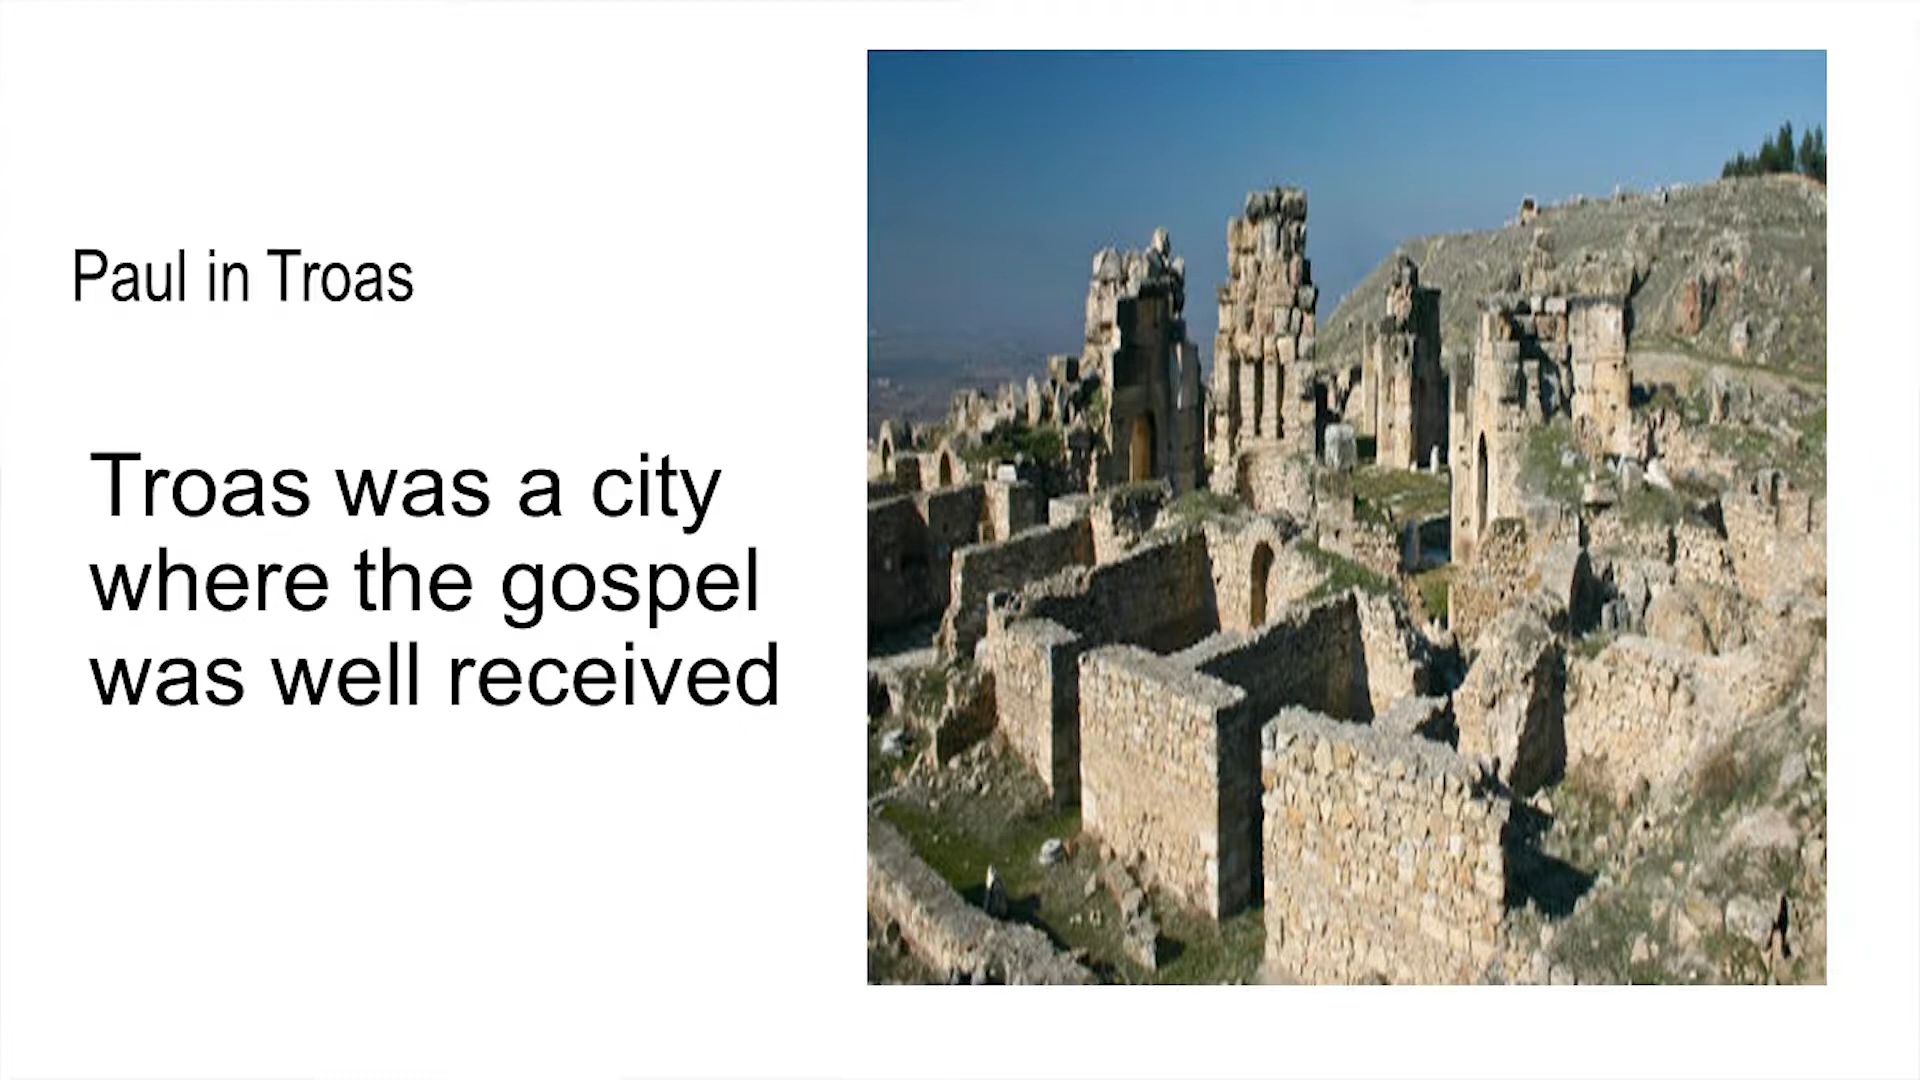 Paul in Troas
Troas was a city
where the gospel
was well received